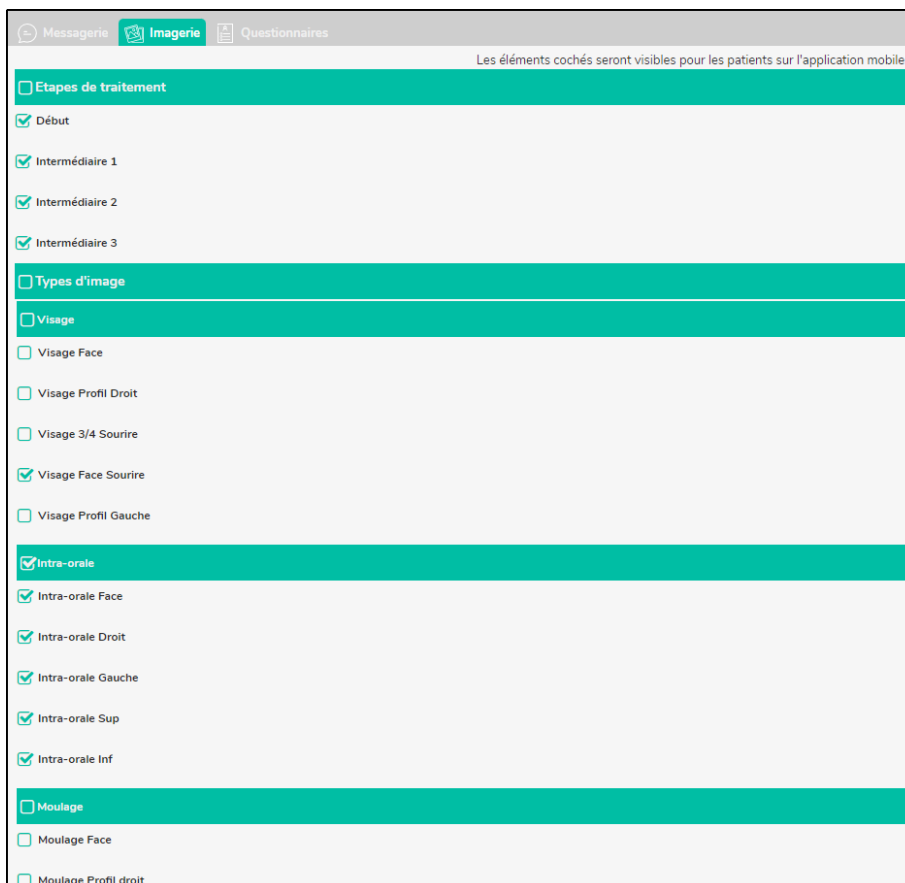 Messagerie Imagerie Questionnaires
Les éléments cochés seront visibles pour les patients sur l'application mobile
Etapes de traitement
Début
Intermédiaire 1
Intermédiaire 2
Intermédiaire 3
Types d'image
Visage
Visage Face
Visage Profil Droit
Visage 3/4 Sourire
Visage Face Sourire
Visage Profil Gauche
Intra-orale
Intra-orale Face
Intra-orale Droit
Intra-orale Gauche
Intra-orale Sup
Intra-orale Inf
Moulage
Moulage Face
Moulage Profil droit